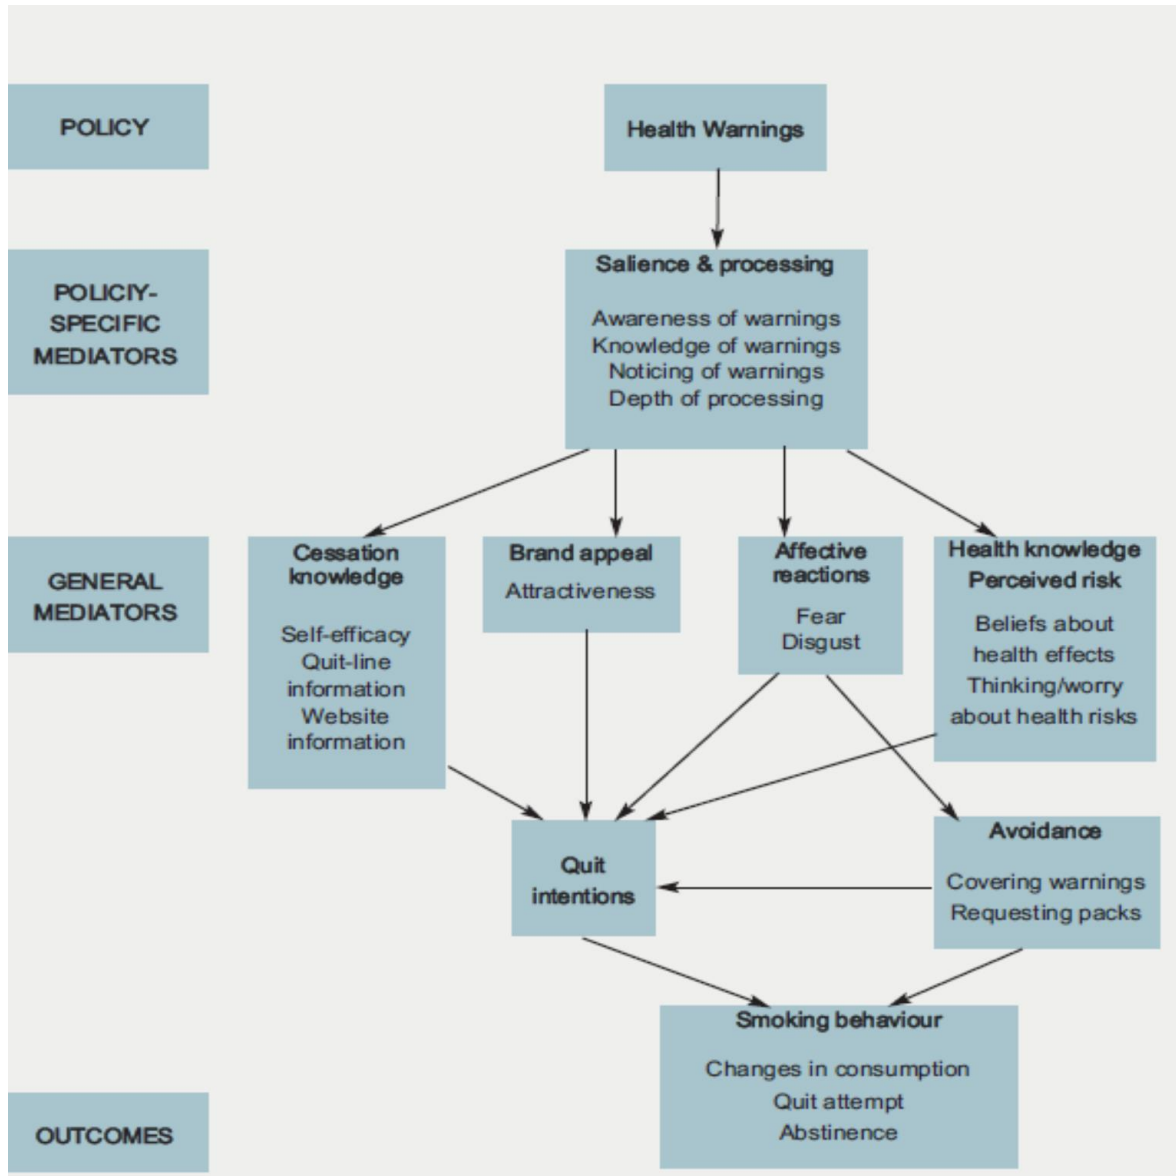 POLICY
Health Warnings
POLICIY-
SPECIFIC
MEDIATORS
Salience & processing
Awareness of warnings
Knowledge of warnings
Noticing of warnings
Depth of processing
GENERAL
MEDIATORS
Cessation
knowledge
Self-efficacy
Quit-line
information
Website
information
Brand appeal
Attractiveness
Affective
reactions
Fear
Disgust
Health knowledge
Perceived risk
Beliefs about
health effects
Thinking/worry
about health risks
Quit
intentions
Avoidance
Covering warnings
Requesting packs
Smoking behaviour
Changes in consumption
Quit attempt
Abstinence
OUTCOMES